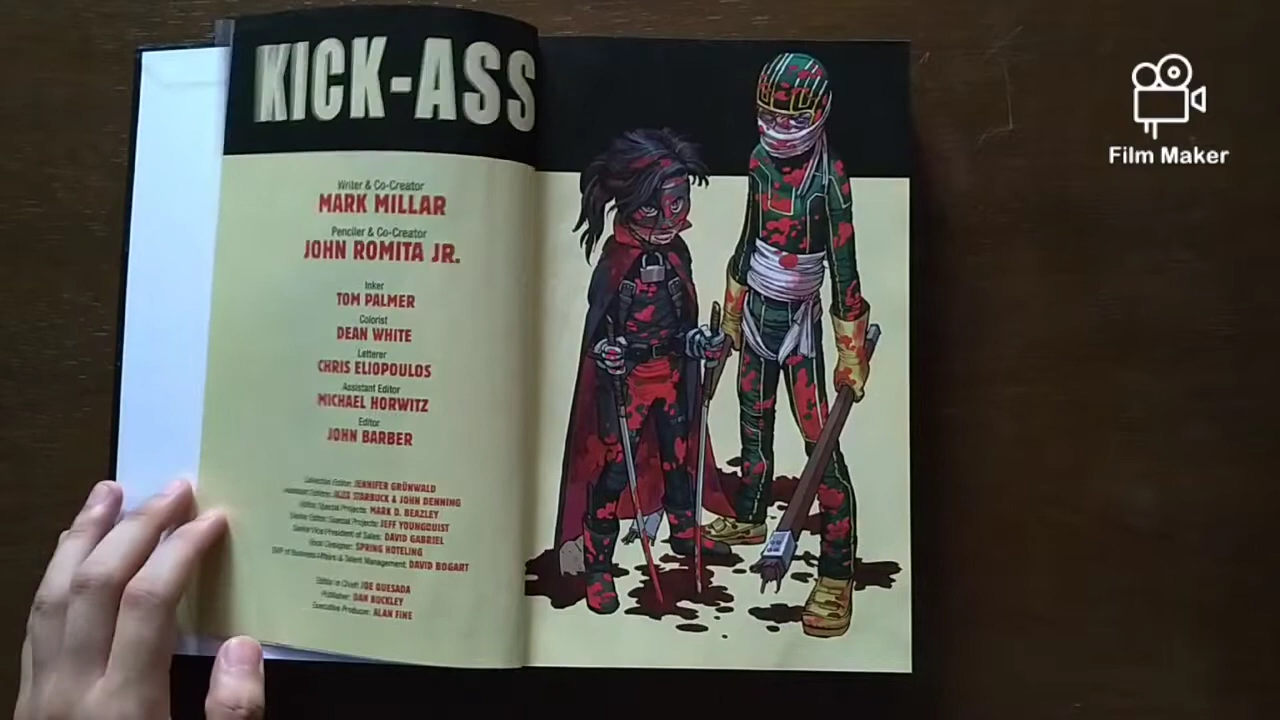 KICK-ASS
Writer & Co-Creator
MARK MILLAR
Penciler & Co-Creator
JOHN ROMITA JR.
Inker
TOM PALMER
Colorist
DEAN WHITE
Letterer
CHRIS ELIOPOULOS
Assistant Editor
MICHAEL HORWITZ
Editor
JOHN BARBER
Collection Editor: JENNIFER GRÜNWALD
Assistant Editors: ALEX STARBUCK & JOHN DENNING
Editor, Special Projects: MARK D. BEAZLEY
Senior Editor, Special Projects: JEFF YOUNGQUIST
Senior Vice President of Sales: DAVID GABRIEL
Book Designer: SPRING HOTELING
SVP of Business Affairs & Talent Management: DAVID BOGART
Editor in Chief: JOE QUESADA
Publisher: DAN BUCKLEY
Executive Producer: ALAN FINE
Film Maker